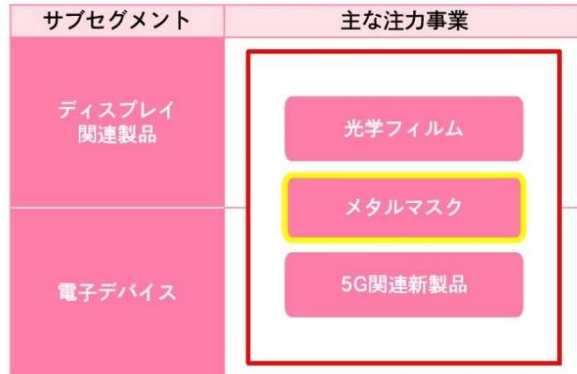 サブセグメント
主な注力事業
ディスプレイ
関連製品
光学フィルム
メタルマスク
電子デバイス
5G関連新製品